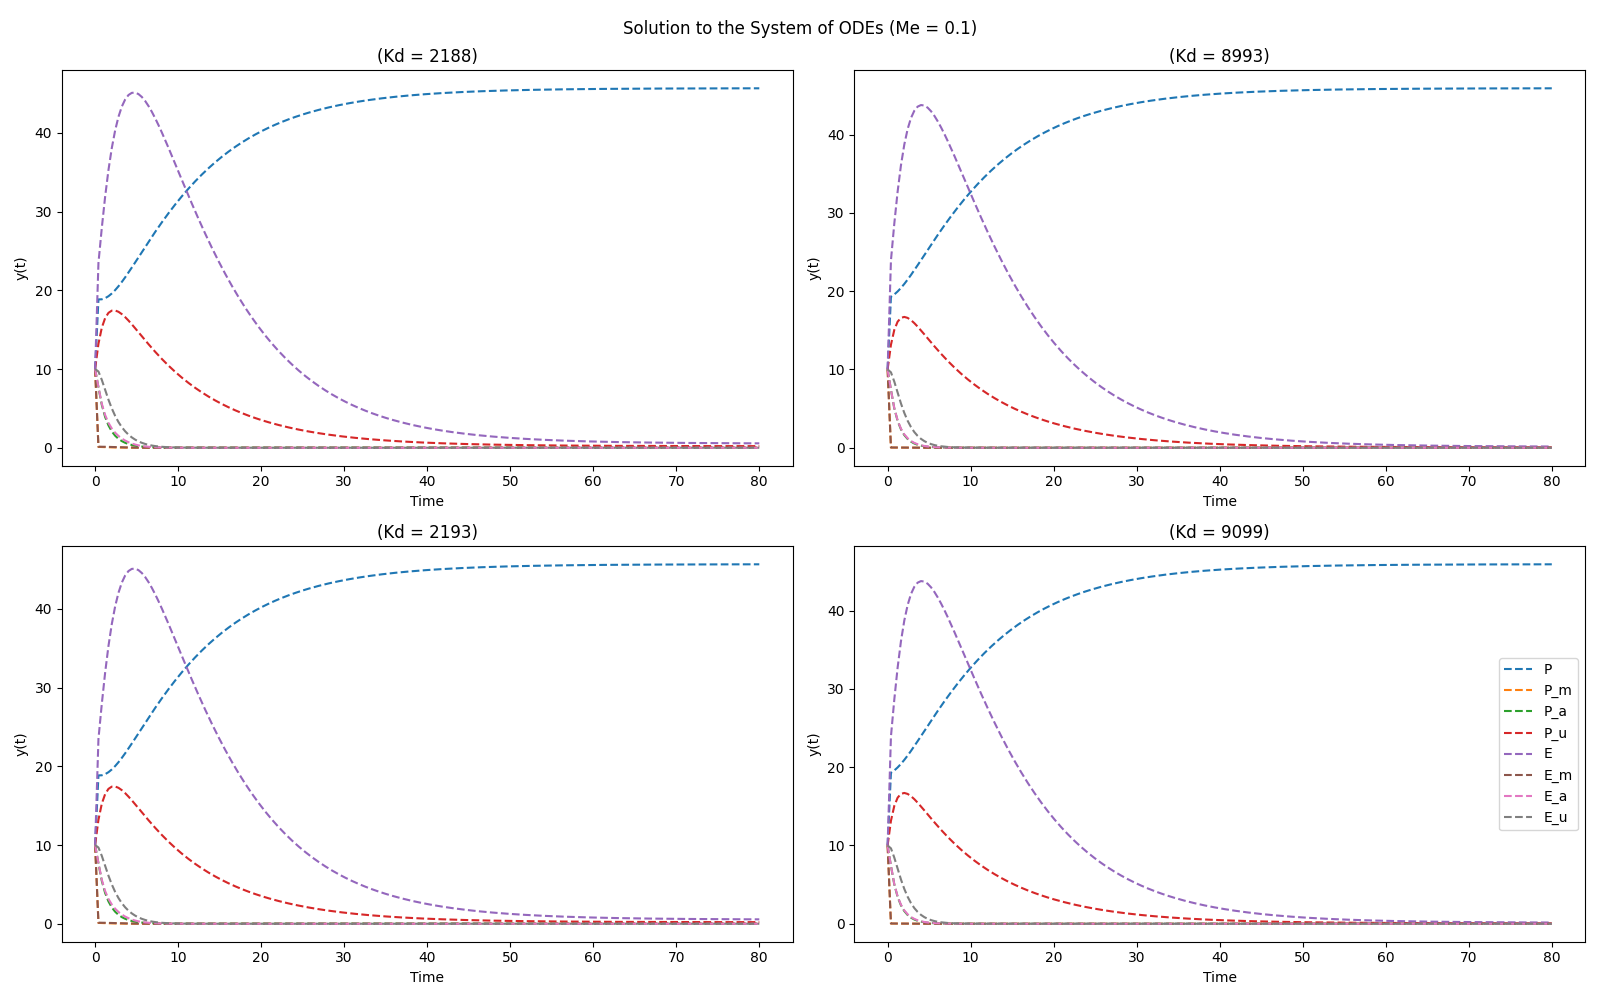 Solution to the System of ODEs (Me = 0.1)
(Kd = 2188)
y(t)
40
30
20
10
0
0 10 20 30 40 50 60 70 80
Time
(Kd = 8993)
y(t)
40
30
20
10
0
0 10 20 30 40 50 60 70 80
Time
(Kd = 2193)
y(t)
40
30
20
10
0
0 10 20 30 40 50 60 70 80
Time
(Kd = 9099)
y(t)
40
30
20
10
0
0 10 20 30 40 50 60 70 80
Time
P
P_m
P_a
P_u
E
E_m
E_a
E_u